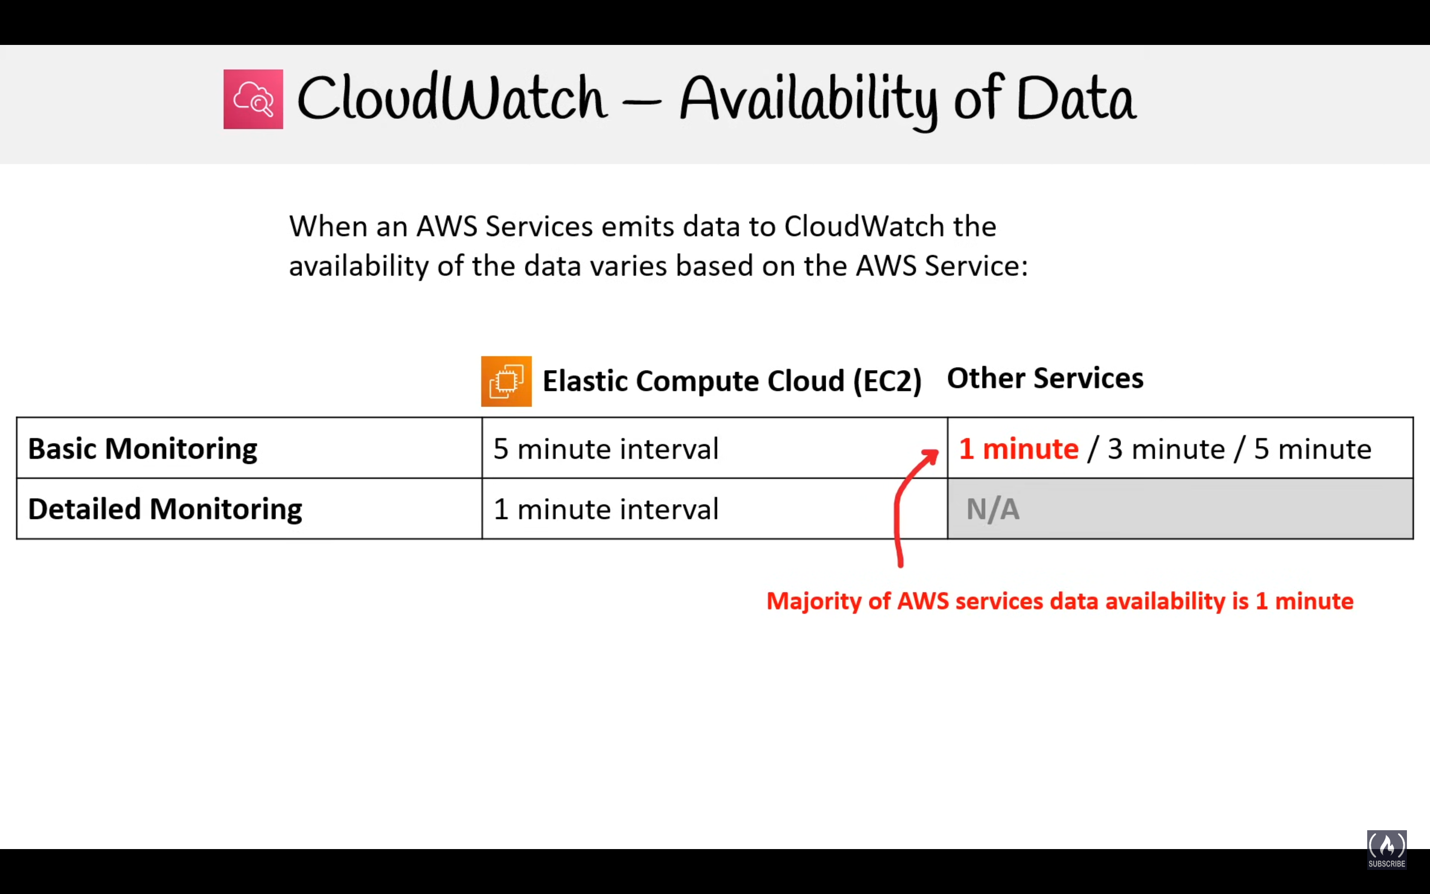 CloudWatch – Availability of Data
When an AWS Services emits data to CloudWatch the
availability of the data varies based on the AWS Service:
Elastic Compute Cloud (EC2) Other Services
Basic Monitoring 5 minute interval 1 minute / 3 minute / 5 minute
Detailed Monitoring 1 minute interval N/A
Majority of AWS services data availability is 1 minute
SUBSCRIBE